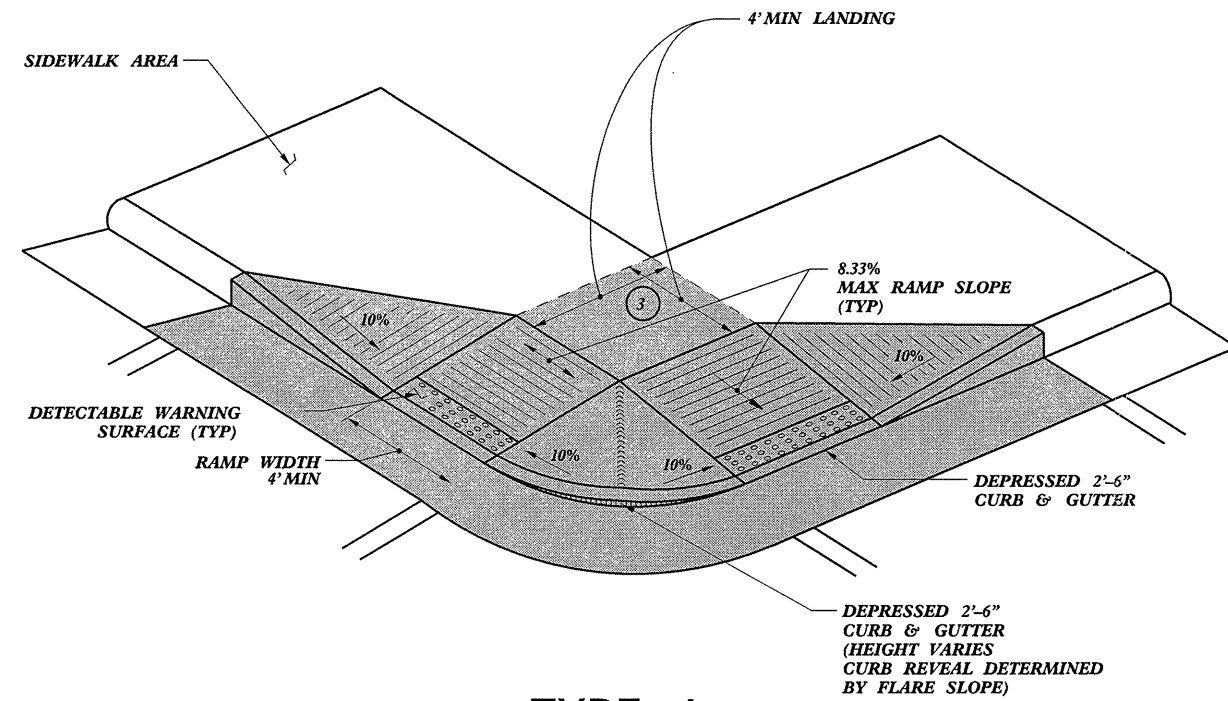 4' MIN LANDING
SIDEWALK AREA
8.33%
MAX RAMP SLOPE
(TYP)
3
10%
10%
DETECTABLE WARNING
SURFACE (TYP)
RAMP WIDTH
4' MIN
10%
10%
DEPRESSED 2'-6"
CURB & GUTTER
DEPRESSED 2'-6"
CURB & GUTTER
(HEIGHT VARIES
CURB REVEAL DETERMINED
BY FLARE SLOPE)